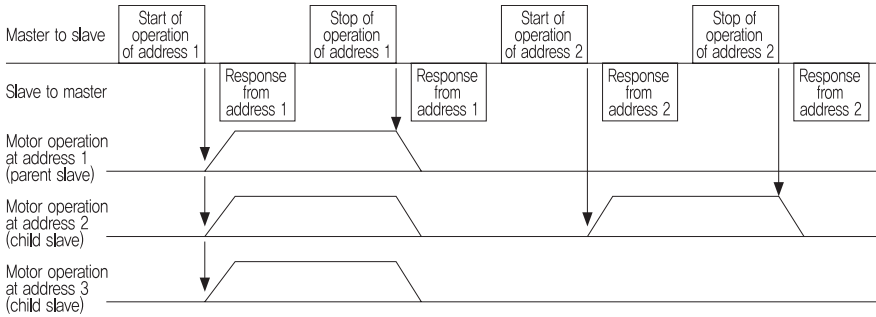 Master to slave
Start of
operation
of address 1
Stop of
operation
of address 1
Start of
operation
of address 2
Stop of
operation
of address 2
Slave to master
Response
from
address 1
Response
from
address 1
Response
from
address 2
Response
from
address 2
Motor operation
at address 1
(parent slave)
Motor operation
at address 2
(child slave)
Motor operation
at address 3
(child slave)